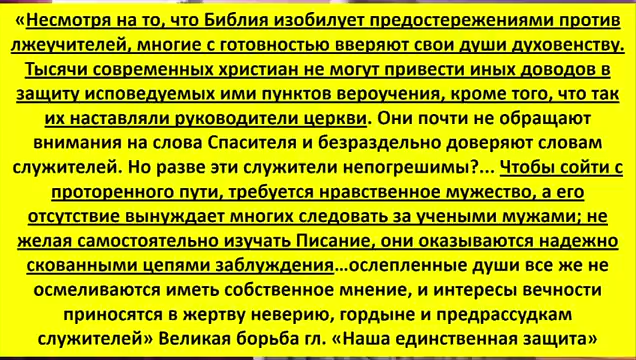 «Несмотря на то, что Библия изобилует предостережениями против
лжеучителей, многие с готовностью вверяют свои души духовенству.
Тысячи современных христиан не могут привести иных доводов в
защиту исповедуемых ими пунктов вероучения, кроме того, что так
их наставляли руководители церкви. Они почти не обращают
внимания на слова Спасителя и безраздельно доверяют словам
служителей. Но разве эти служители непогрешимы?... Чтобы сойти с
проторенного пути, требуется нравственное мужество, а его
отсутствие вынуждает многих следовать за учеными мужами; не
желая самостоятельно изучать Писание, они оказываются надежно
скованными цепями заблуждения…ослепленные души все же не
осмеливаются иметь собственное мнение, и интересы вечности
приносятся в жертву неверию, гордыне и предрассудкам
служителей» Великая борьба гл. «Наша единственная защита»